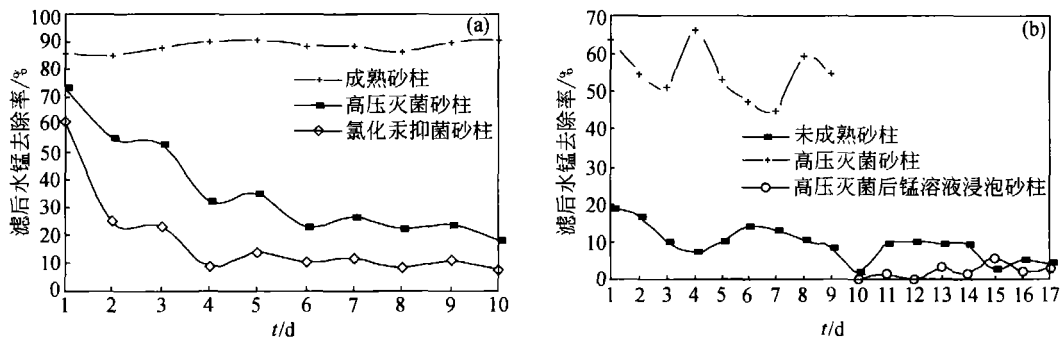 (a)
滤后水锰去除率/%
100
90
80
70
60
50
40
30
20
10
0
成熟砂柱
高压灭菌砂柱
氯化汞抑菌砂柱
1 2 3 4 5 6 7 8 9 10
t/d
(b)
滤后水锰去除率/%
70
60
50
40
30
20
10
0
未成熟砂柱
高压灭菌砂柱
高压灭菌后锰溶液浸泡砂柱
1 2 3 4 5 6 7 8 9 10 11 12 13 14 15 16 17
t/d